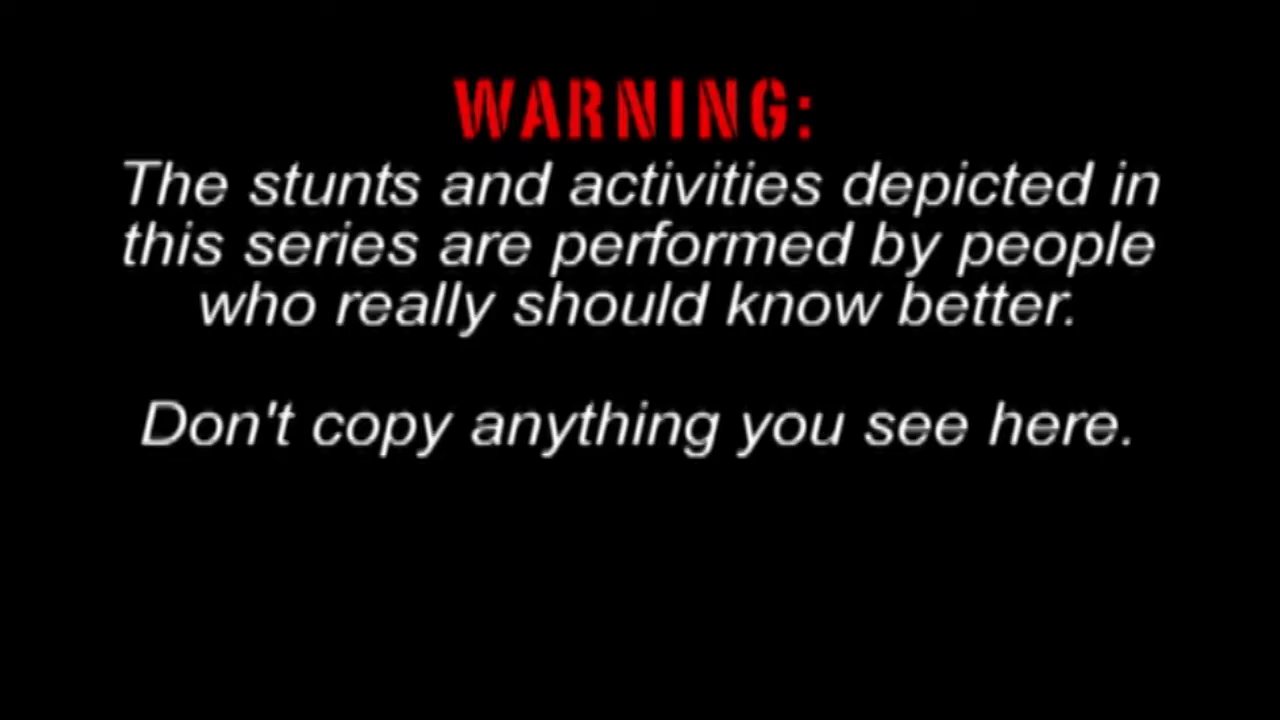 WARNING:
The stunts and activities depicted in
this series are performed by people
who really should know better.
Don't copy anything you see here.